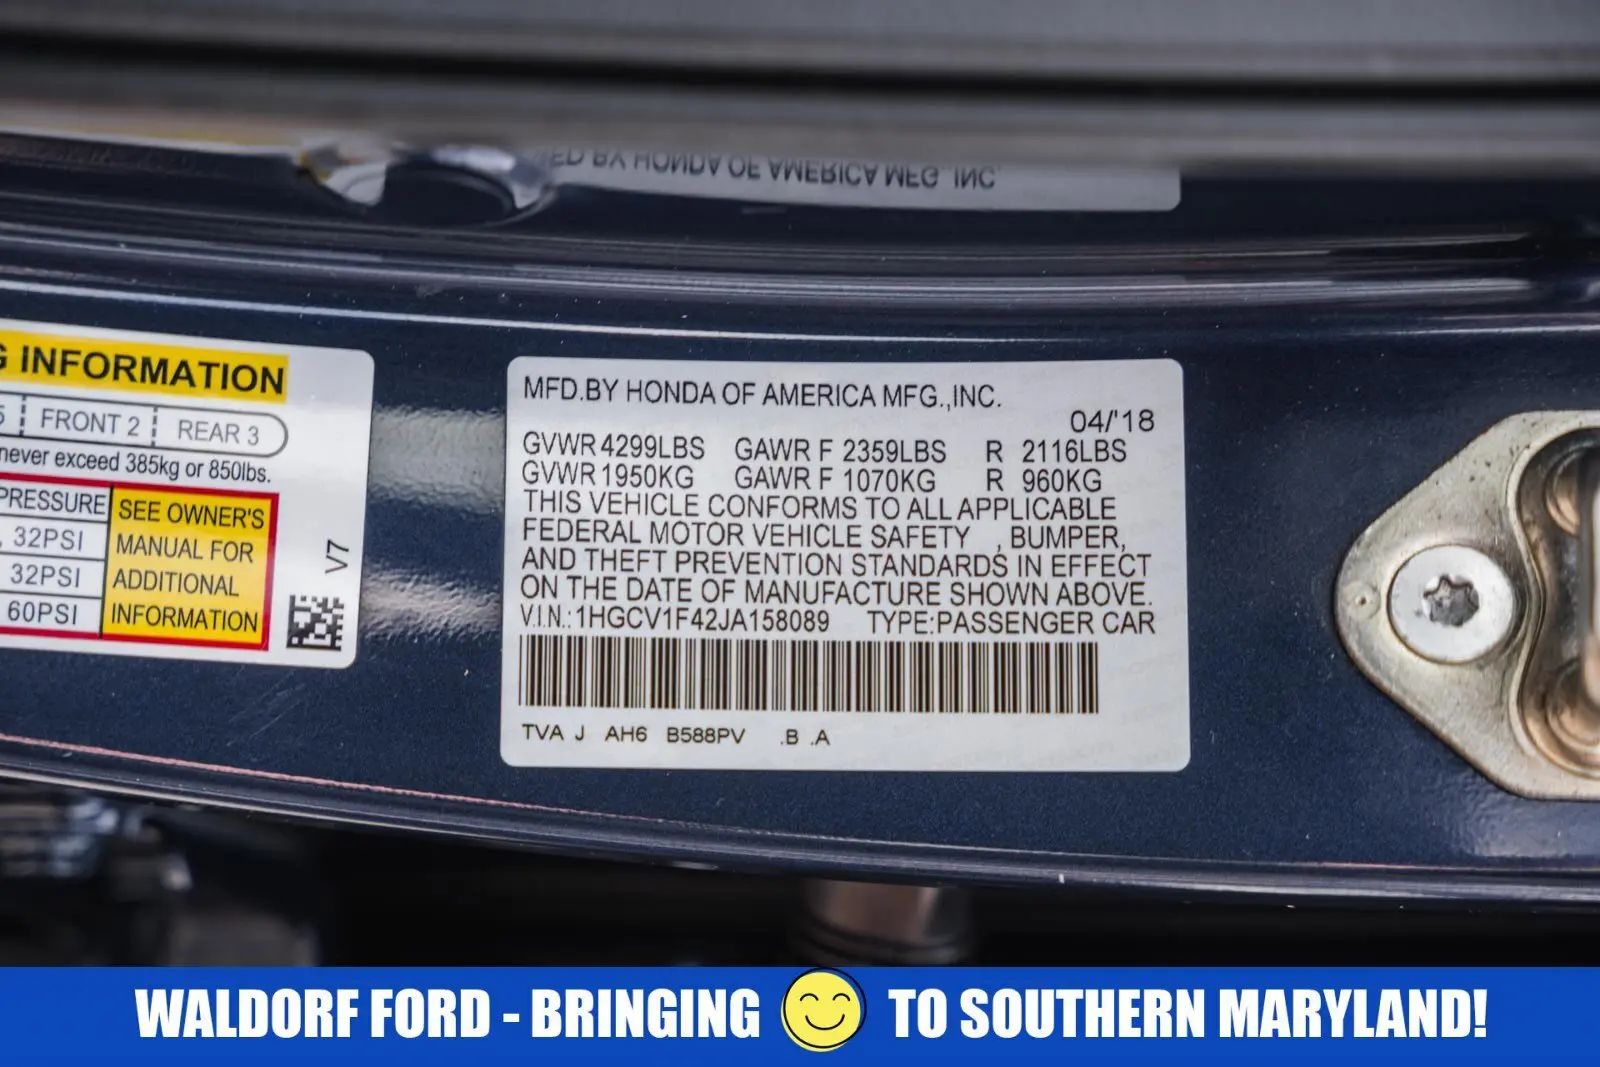 G INFORMATION
5 FRONT 2 REAR 3
never exceed 385kg or 850lbs.
PRESSURE
32PSI
32PSI
60PSI
SEE OWNER'S
MANUAL FOR
ADDITIONAL
INFORMATION
V7
MFD.BY HONDA OF AMERICA MFG.,INC.
04/'18
GVWR 4299LBS GAWR F 2359LBS R 2116LBS
GVWR 1950KG GAWR F 1070KG R 960KG
THIS VEHICLE CONFORMS TO ALL APPLICABLE
FEDERAL MOTOR VEHICLE SAFETY , BUMPER,
AND THEFT PREVENTION STANDARDS IN EFFECT
ON THE DATE OF MANUFACTURE SHOWN ABOVE.
V.I.N.:1HGCV1F42JA158089 TYPE:PASSENGER CAR
TVA J AH6 B588PV .B .A
WALDORF FORD - BRINGING TO SOUTHERN MARYLAND!